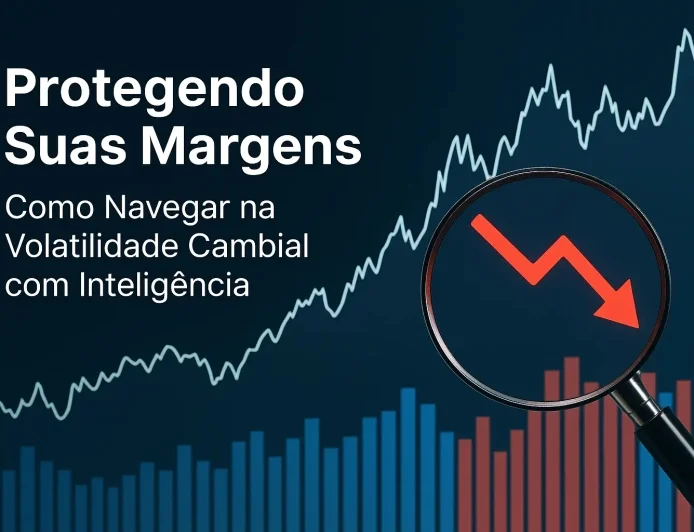 Protegendo
Suas Margens
Como Navegar na
Volatilidade Cambial
com Inteligência